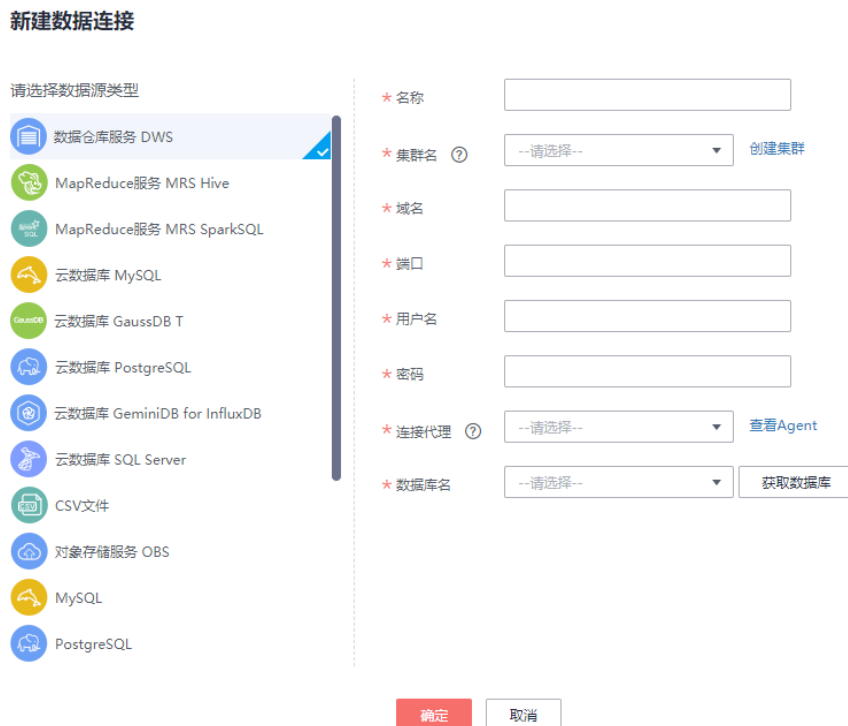 新建数据连接
请选择数据源类型
数据仓库服务 DWS
MapReduce服务 MRS Hive
MapReduce服务 MRS SparkSQL
SQL
云数据库 MySQL
GaussDB
云数据库 GaussDB T
云数据库 PostgreSQL
云数据库 GeminiDB for InfluxDB
云数据库 SQL Server
CSV
CSV文件
对象存储服务 OBS
MySQL
PostgreSQL
* 名称
* 集群名 ? --请选择-- 创建集群
* 域名
* 端口
* 用户名
* 密码
* 连接代理 ? --请选择-- 查看Agent
* 数据库名 --请选择-- 获取数据库
确定 取消